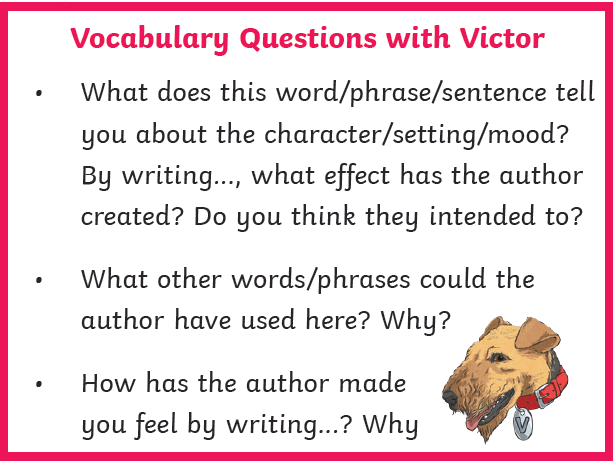 Vocabulary Questions with Victor
• What does this word/phrase/sentence tell
you about the character/setting/mood?
By writing..., what effect has the author
created? Do you think they intended to?
• What other words/phrases could the
author have used here? Why?
• How has the author made
you feel by writing...? Why
V